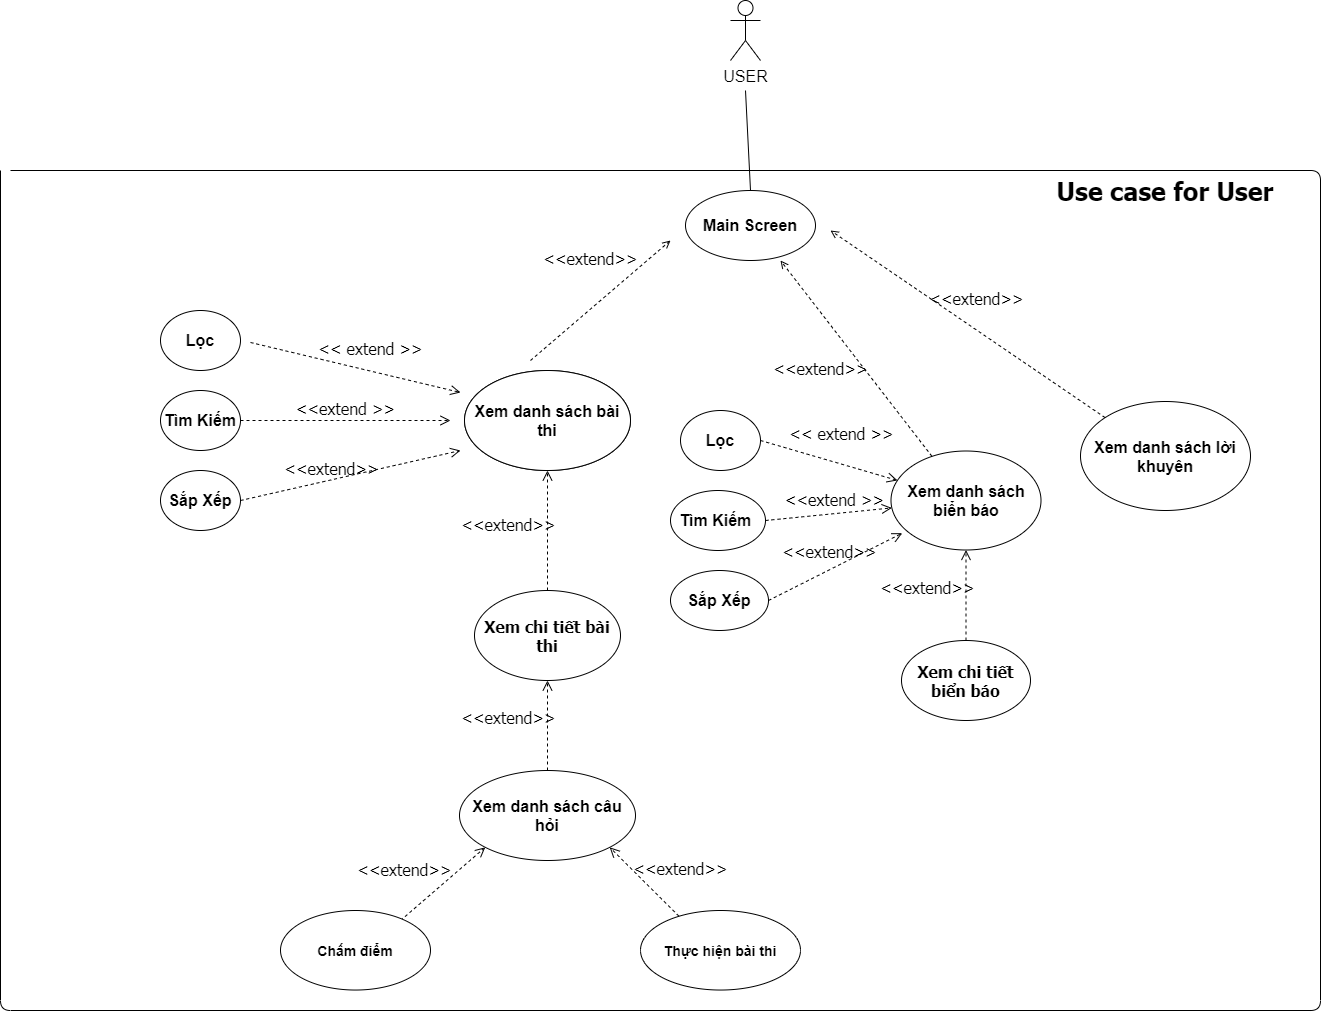 USER
Use case for User
Main Screen
<<extend>>
<<extend>>
Lọc
<< extend >>
<<extend>>
Tìm Kiếm
<<extend >>
Xem danh sách bài
thi
Sắp Xếp
<<extend>>
Lọc
<< extend >>
Xem danh sách lời
khuyên
Xem danh sách
biển báo
Tìm Kiếm
<<extend >>
<<extend>>
Sắp Xếp
<<extend>>
<<extend>>
Xem chi tiết bài
thi
Xem chi tiết
biển báo
<<extend>>
Xem danh sách câu
hỏi
<<extend>>
<<extend>>
Chấm điểm
Thực hiện bài thi